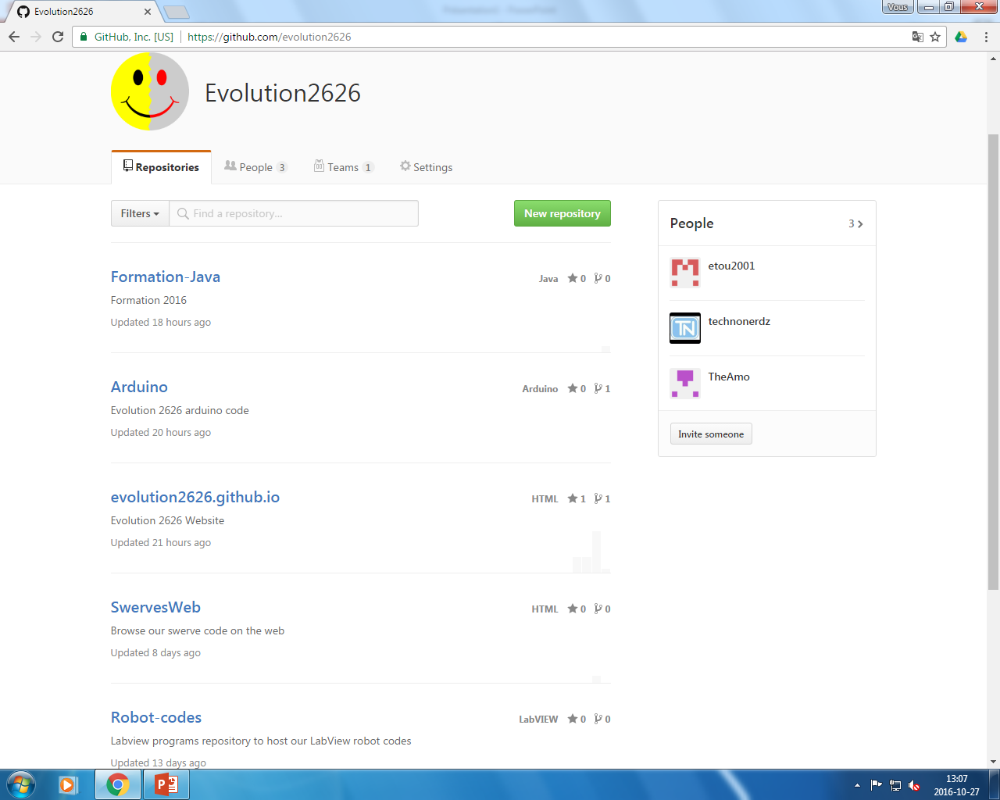 Evolution2626
Vous
GitHub, Inc. [US]
https://github.com/evolution2626
Evolution2626
Repositories
People 3
Teams 1
Settings
Filters
Find a repository...
New repository
People
3
etou2001
technonerdz
TN
TheAmo
Invite someone
Formation-Java
Java 0 0
Formation 2016
Updated 18 hours ago
Arduino
Arduino 0 1
Evolution 2626 arduino code
Updated 20 hours ago
evolution2626.github.io
HTML 1 1
Evolution 2626 Website
Updated 21 hours ago
SwervesWeb
HTML 0 0
Browse our swerve code on the web
Updated 8 days ago
Robot-codes
LabVIEW 0 0
Labview programs repository to host our LabView robot codes
Updated 13 days ago
13:07
2016-10-27